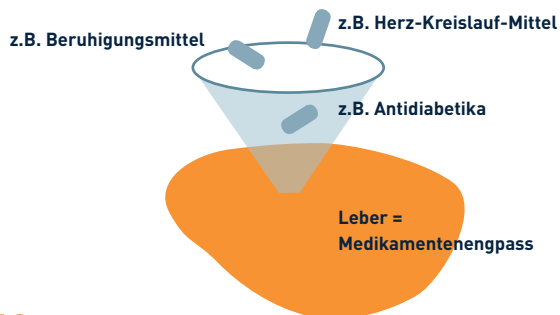 z.B. Herz-Kreislauf-Mittel
z.B. Beruhigungsmittel
z.B. Antidiabetika
Leber =
Medikamentenengpass